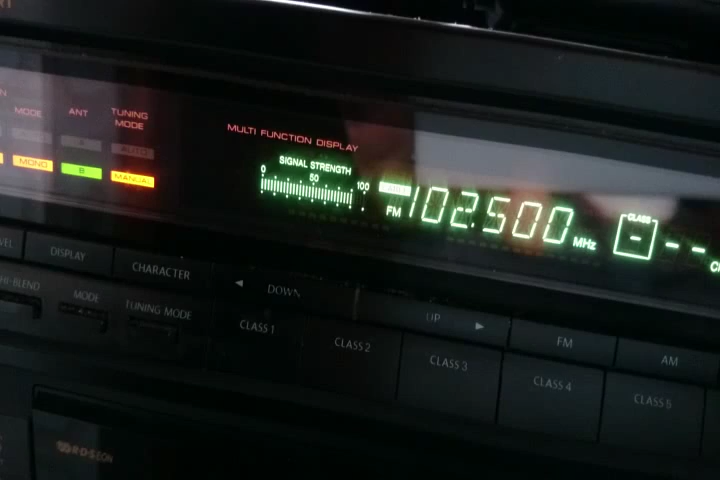 MODE
ANT
TUNING MODE
AUTO
A
MONO
B
MANUAL
MULTI FUNCTION DISPLAY
SIGNAL STRENGTH
0 50 100
FM 102.500 MHz
CLASS
- - -
DISPLAY
CHARACTER
◄ DOWN
UP ►
FM
AM
MODE
TUNING MODE
CLASS 1
CLASS 2
CLASS 3
CLASS 4
CLASS 5